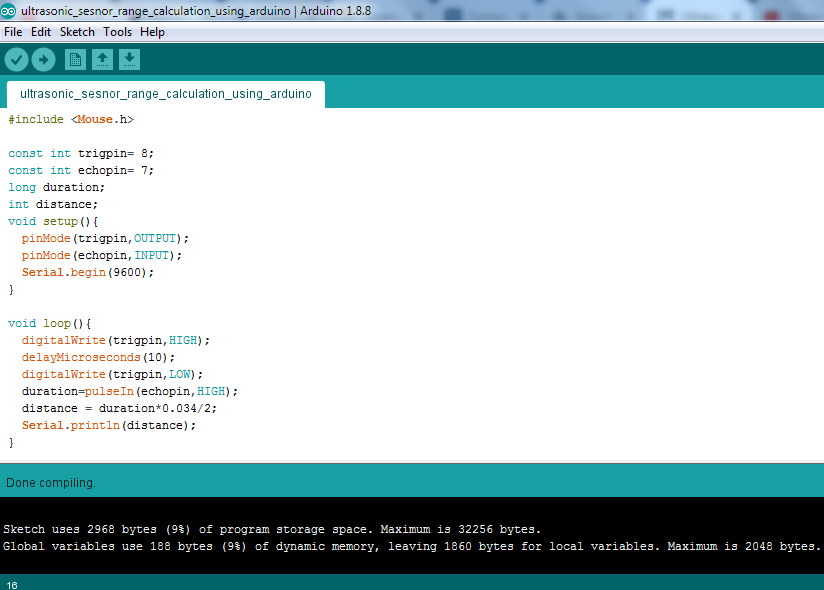 ultrasonic_sesnor_range_calculation_using_arduino | Arduino 1.8.8
File Edit Sketch Tools Help
ultrasonic_sesnor_range_calculation_using_arduino
#include <Mouse.h>
const int trigpin= 8;
const int echopin= 7;
long duration;
int distance;
void setup(){
pinMode(trigpin,OUTPUT);
pinMode(echopin,INPUT);
Serial.begin(9600);
}
void loop(){
digitalWrite(trigpin,HIGH);
delayMicroseconds(10);
digitalWrite(trigpin,LOW);
duration=pulseIn(echopin,HIGH);
distance = duration*0.034/2;
Serial.println(distance);
}
Done compiling.
Sketch uses 2968 bytes (9%) of program storage space. Maximum is 32256 bytes.
Global variables use 188 bytes (9%) of dynamic memory, leaving 1860 bytes for local variables. Maximum is 2048 bytes.
16